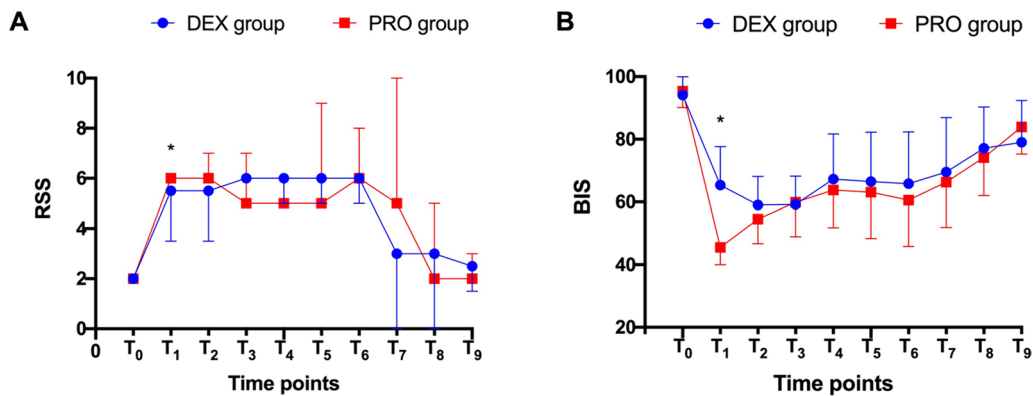 A
DEX group
PRO group
10
8
6
4
2
0
*
RSS
0
T0
T1
T2
T3
T4
T5
T6
T7
T8
T9
Time points
B
DEX group
PRO group
100
80
60
40
20
*
BIS
T0
T1
T2
T3
T4
T5
T6
T7
T8
T9
Time points